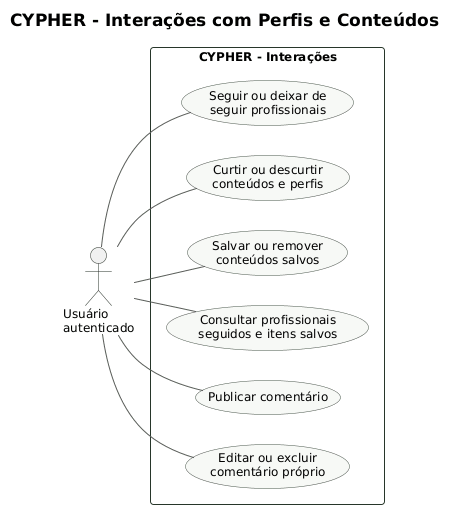 CYPHER - Interações com Perfis e Conteúdos
CYPHER - Interações
Seguir ou deixar de
seguir profissionais
Curtir ou descurtir
conteúdos e perfis
Salvar ou remover
conteúdos salvos
Usuário
autenticado
Consultar profissionais
seguidos e itens salvos
Publicar comentário
Editar ou excluir
comentário próprio